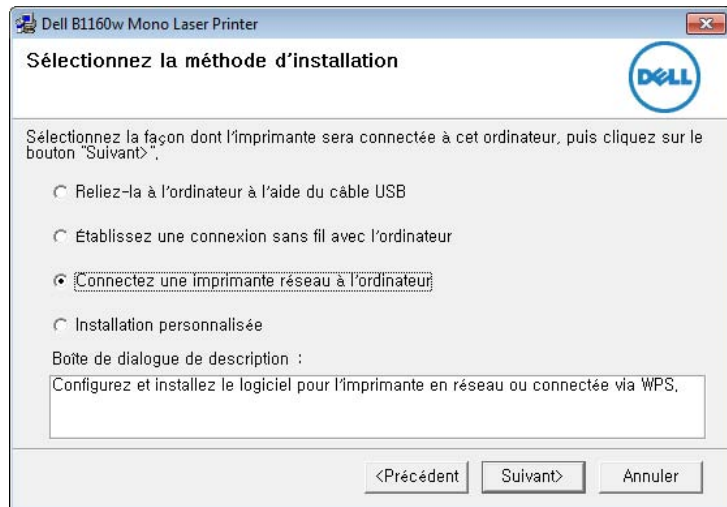 Dell B1160w Mono Laser Printer
Sélectionnez la méthode d'installation
DELL
Sélectionnez la façon dont l'imprimante sera connectée à cet ordinateur, puis cliquez sur le
bouton "Suivant>".
Reliez-la à l'ordinateur à l'aide du câble USB
Établissez une connexion sans fil avec l'ordinateur
Connectez une imprimante réseau à l'ordinateur
Installation personnalisée
Boîte de dialogue de description :
Configurez et installez le logiciel pour l'imprimante en réseau ou connectée via WPS.
<Précédent Suivant> Annuler